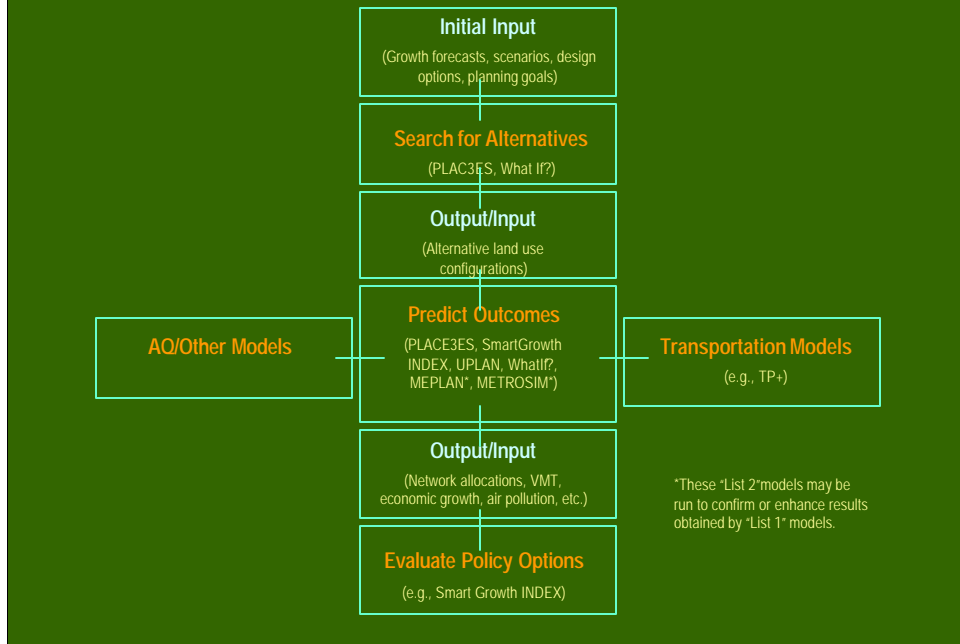 Initial Input
(Growth forecasts, scenarios, design
options, planning goals)
Search for Alternatives
(PLAC3ES, What If?)
Output/Input
(Alternative land use
configurations)
Predict Outcomes
(PLACE3ES, SmartGrowth
INDEX, UPLAN, WhatIf?,
MEPLAN*, METROSIM*)
AQ/Other Models
Transportation Models
(e.g., TP+)
Output/Input
(Network allocations, VMT,
economic growth, air pollution, etc.)
*These “List 2”models may be
run to confirm or enhance results
obtained by “List 1” models.
Evaluate Policy Options
(e.g., Smart Growth INDEX)